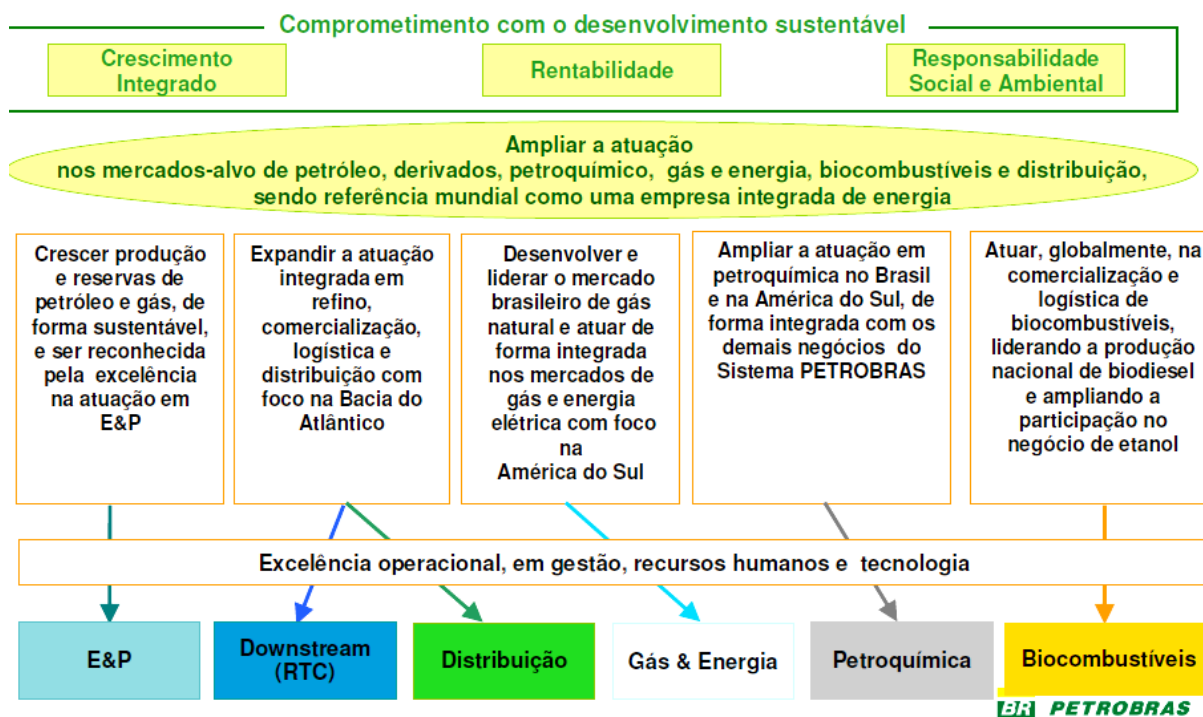 Comprometimento com o desenvolvimento sustentável
Crescimento
Integrado
Rentabilidade
Responsabilidade
Social e Ambiental
Ampliar a atuação
nos mercados-alvo de petróleo, derivados, petroquímico, gás e energia, biocombustíveis e distribuição,
sendo referência mundial como uma empresa integrada de energia
Crescer produção
e reservas de
petróleo e gás, de
forma sustentável,
e ser reconhecida
pela excelência
na atuação em
E&P
Expandir a atuação
integrada em
refino,
comercialização,
logística e
distribuição com
foco na Bacia do
Atlântico
Desenvolver e
liderar o mercado
brasileiro de gás
natural e atuar de
forma integrada
nos mercados de
gás e energia
elétrica com foco
na
América do Sul
Ampliar a atuação em
petroquímica no Brasil
e na América do Sul, de
forma integrada com os
demais negócios do
Sistema PETROBRAS
Atuar, globalmente, na
comercialização e
logística de
biocombustíveis,
liderando a produção
nacional de biodiesel
e ampliando a
participação no
negócio de etanol
Excelência operacional, em gestão, recursos humanos e tecnologia
E&P
Downstream
(RTC)
Distribuição
Gás & Energia
Petroquímica
Biocombustíveis
BR PETROBRAS